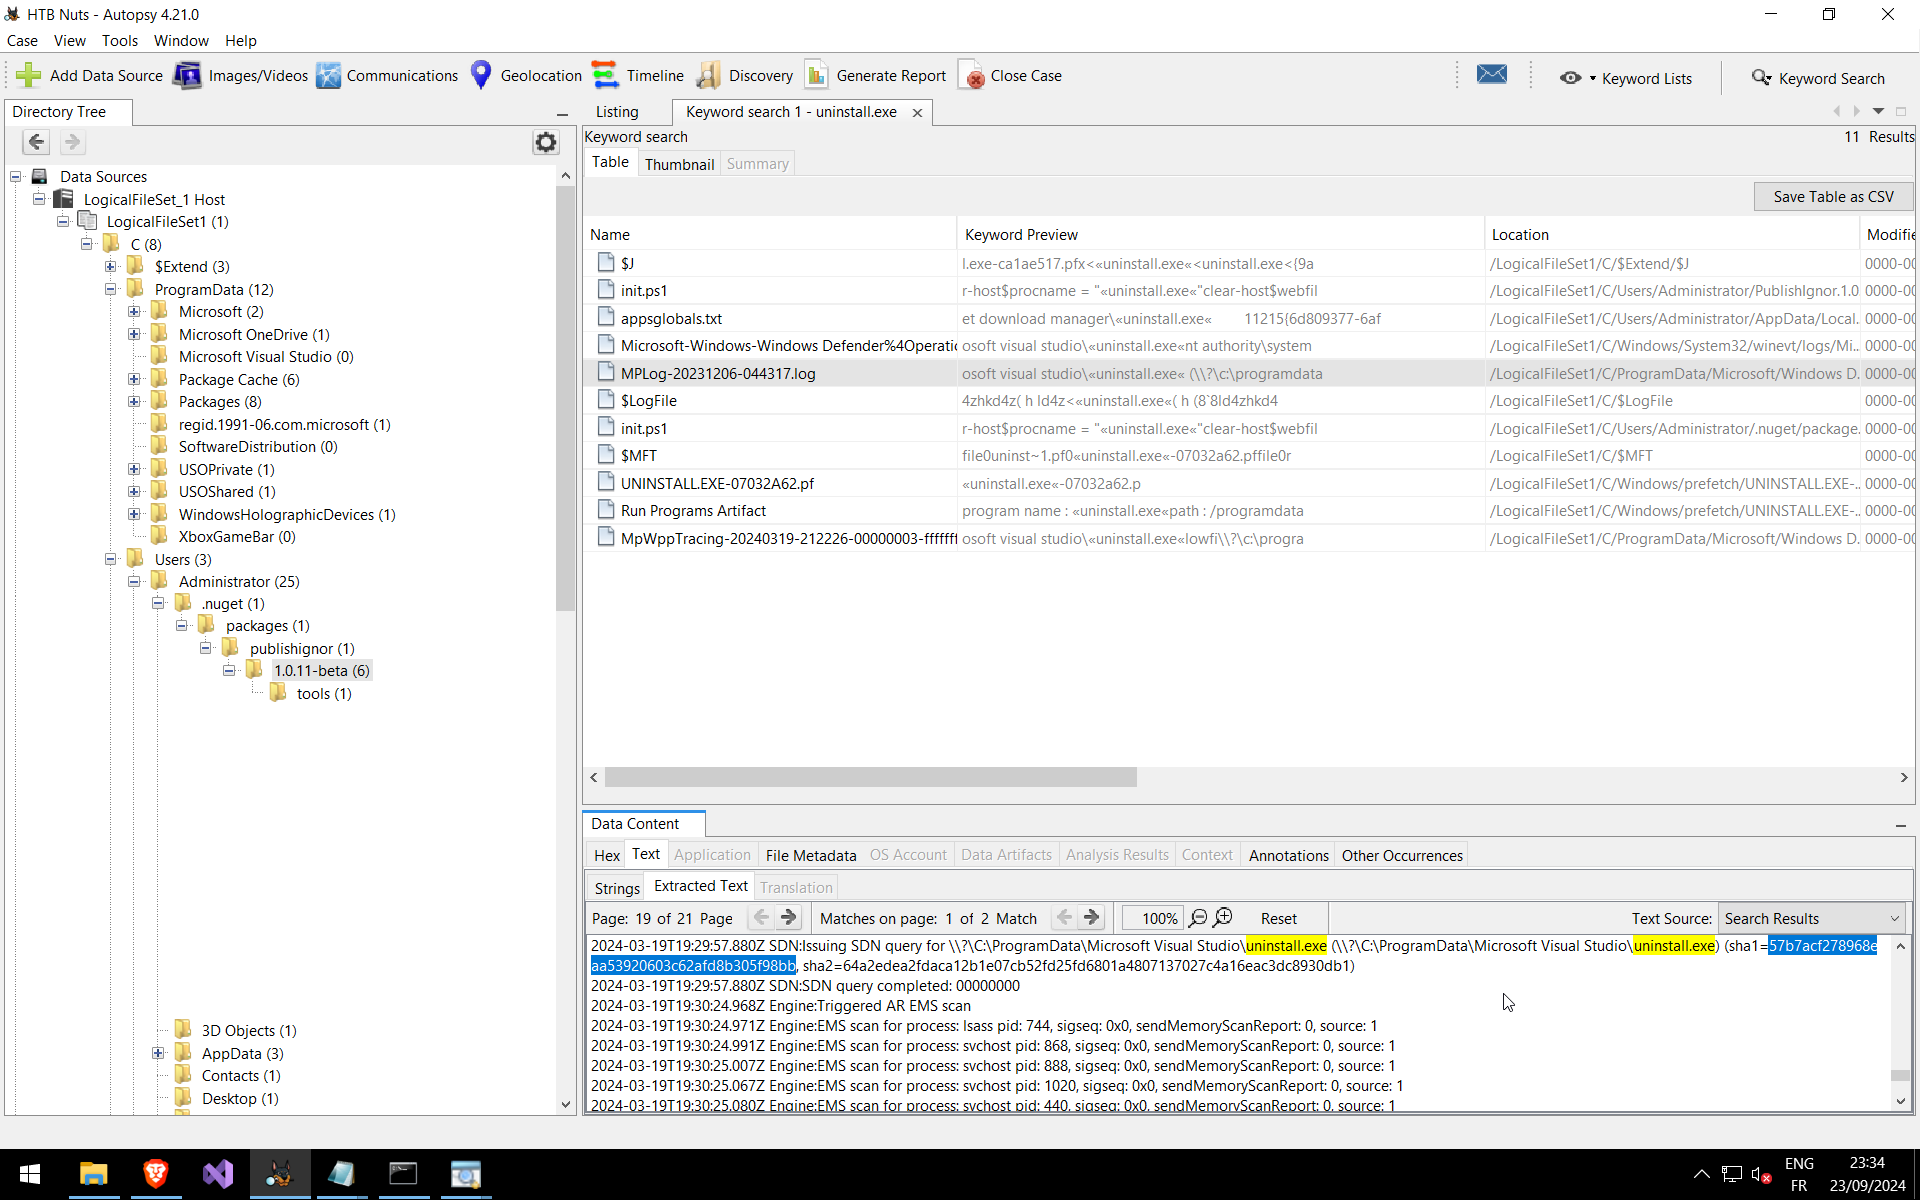 HTB Nuts - Autopsy 4.21.0
Case View Tools Window Help
Add Data Source Images/Videos Communications Geolocation Timeline Discovery Generate Report Close Case Keyword Lists Keyword Search
Directory Tree
Data Sources
LogicalFileSet_1 Host
LogicalFileSet1 (1)
C (8)
$Extend (3)
ProgramData (12)
Microsoft (2)
Microsoft OneDrive (1)
Microsoft Visual Studio (0)
Package Cache (6)
Packages (8)
regid.1991-06.com.microsoft (1)
SoftwareDistribution (0)
USOPrivate (1)
USOShared (1)
WindowsHolographicDevices (1)
XboxGameBar (0)
Users (3)
Administrator (25)
.nuget (1)
packages (1)
publishignor (1)
1.0.11-beta (6)
tools (1)
3D Objects (1)
AppData (3)
Contacts (1)
Desktop (1)
Listing Keyword search 1 - uninstall.exe
Keyword search 11 Results
Table Thumbnail Summary
Save Table as CSV
Name Keyword Preview Location Modifie
$J l.exe-ca1ae517.pfx<«uninstall.exe«<uninstall.exe<{9a /LogicalFileSet1/C/$Extend/$J 0000-00
init.ps1 r-host$procname = "«uninstall.exe«"clear-host$webfil /LogicalFileSet1/C/Users/Administrator/PublishIgnor.1.0 0000-00
appsglobals.txt et download manager\«uninstall.exe« 11215{6d809377-6af /LogicalFileSet1/C/Users/Administrator/AppData/Local... 0000-00
Microsoft-Windows-Windows Defender%4Operatio osoft visual studio\«uninstall.exe«nt authority\system /LogicalFileSet1/C/Windows/System32/winevt/logs/Mi... 0000-00
MPLog-20231206-044317.log osoft visual studio\«uninstall.exe« (\\?\c:\programdata /LogicalFileSet1/C/ProgramData/Microsoft/Windows D... 0000-00
$LogFile 4zhkd4z( h ld4z<«uninstall.exe«( h (8`8ld4zhkd4 /LogicalFileSet1/C/$LogFile 0000-00
init.ps1 r-host$procname = "«uninstall.exe«"clear-host$webfil /LogicalFileSet1/C/Users/Administrator/.nuget/package... 0000-00
$MFT file0uninst~1.pf0«uninstall.exe«-07032a62.pffile0r /LogicalFileSet1/C/$MFT 0000-00
UNINSTALL.EXE-07032A62.pf «uninstall.exe«-07032a62.p /LogicalFileSet1/C/Windows/prefetch/UNINSTALL.EXE-... 0000-00
Run Programs Artifact program name : «uninstall.exe«path : /programdata /LogicalFileSet1/C/Windows/prefetch/UNINSTALL.EXE-... 0000-00
MpWppTracing-20240319-212226-00000003-fffffff osoft visual studio\«uninstall.exe«lowfi\\?\c:\progra /LogicalFileSet1/C/ProgramData/Microsoft/Windows D... 0000-00
Data Content
Hex Text Application File Metadata OS Account Data Artifacts Analysis Results Context Annotations Other Occurrences
Strings Extracted Text Translation
Page: 19 of 21 Page Matches on page: 1 of 2 Match 100% Reset Text Source: Search Results
2024-03-19T19:29:57.880Z SDN:Issuing SDN query for \\?\C:\ProgramData\Microsoft Visual Studio\uninstall.exe (\\?\C:\ProgramData\Microsoft Visual Studio\uninstall.exe) (sha1=57b7acf278968e
aa53920603c62afd8b305f98bb, sha2=64a2edea2fdaca12b1e07cb52fd25fd6801a4807137027c4a16eac3dc8930db1)
2024-03-19T19:29:57.880Z SDN:SDN query completed: 00000000
2024-03-19T19:30:24.968Z Engine:Triggered AR EMS scan
2024-03-19T19:30:24.971Z Engine:EMS scan for process: lsass pid: 744, sigseq: 0x0, sendMemoryScanReport: 0, source: 1
2024-03-19T19:30:24.991Z Engine:EMS scan for process: svchost pid: 868, sigseq: 0x0, sendMemoryScanReport: 0, source: 1
2024-03-19T19:30:25.007Z Engine:EMS scan for process: svchost pid: 888, sigseq: 0x0, sendMemoryScanReport: 0, source: 1
2024-03-19T19:30:25.067Z Engine:EMS scan for process: svchost pid: 1020, sigseq: 0x0, sendMemoryScanReport: 0, source: 1
2024-03-19T19:30:25.080Z Engine:EMS scan for process: svchost pid: 440, sigseq: 0x0, sendMemoryScanReport: 0, source: 1
ENG 23:34
FR 23/09/2024